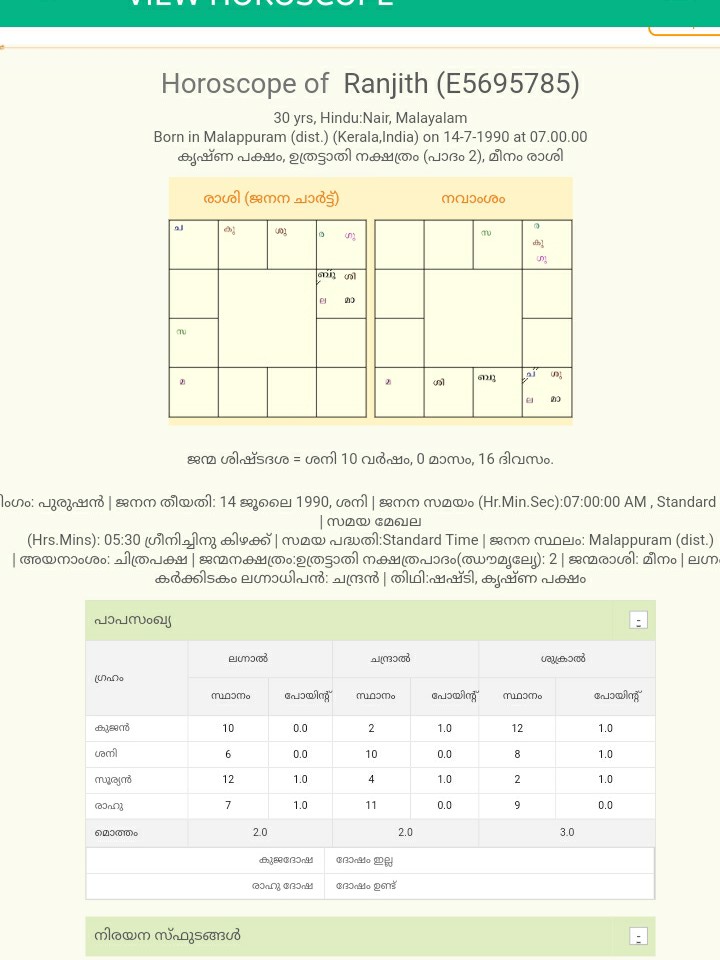 VIEW HOROSCOPE
Horoscope of Ranjith (E5695785)
30 yrs, Hindu:Nair, Malayalam
Born in Malappuram (dist.) (Kerala,India) on 14-7-1990 at 07.00.00
കൃഷ്ണ പക്ഷം, ഉത്രട്ടാതി നക്ഷത്രം (പാദം 2), മീനം രാശി
രാശി (ജനന ചാർട്ട്) നവാംശം
ച കു ശു ര ഗു സ ര
കു
ഗു
ബു ശി
ല മാ
സ
മ മ ശി ബു ച ശു
ല മാ
ജന്മ ശിഷ്ടദശ = ശനി 10 വർഷം, 0 മാസം, 16 ദിവസം.
ിംഗം: പുരുഷൻ | ജനന തീയതി: 14 ജൂലൈ 1990, ശനി | ജനന സമയം (Hr.Min.Sec):07:00:00 AM , Standard
| സമയ മേഖല
(Hrs.Mins): 05:30 ഗ്രീനിച്ചിനു കിഴക്ക് | സമയ പദ്ധതി:Standard Time | ജനന സ്ഥലം: Malappuram (dist.)
| അയനാംശം: ചിത്രപക്ഷ | ജന്മനക്ഷത്രം:ഉത്രട്ടാതി നക്ഷത്രപാദം(ഝൗമൃല്യേ): 2 | ജന്മരാശി: മീനം | ലഗ്ന
കർക്കിടകം ലഗ്നാധിപൻ: ചന്ദ്രൻ | തിഥി:ഷഷ്ടി, കൃഷ്ണ പക്ഷം
പാപസംഖ്യ -
ഗ്രഹം ലഗ്നാൽ ചന്ദ്രാൽ ശുക്രാൽ
സ്ഥാനം പോയിന്റ് സ്ഥാനം പോയിന്റ് സ്ഥാനം പോയിന്റ്
കുജൻ 10 0.0 2 1.0 12 1.0
ശനി 6 0.0 10 0.0 8 1.0
സൂര്യൻ 12 1.0 4 1.0 2 1.0
രാഹു 7 1.0 11 0.0 9 0.0
മൊത്തം 2.0 2.0 3.0
കുജദോഷ ദോഷം ഇല്ല
രാഹു ദോഷ ദോഷം ഉണ്ട്
നിരയന സ്ഫുടങ്ങൾ -